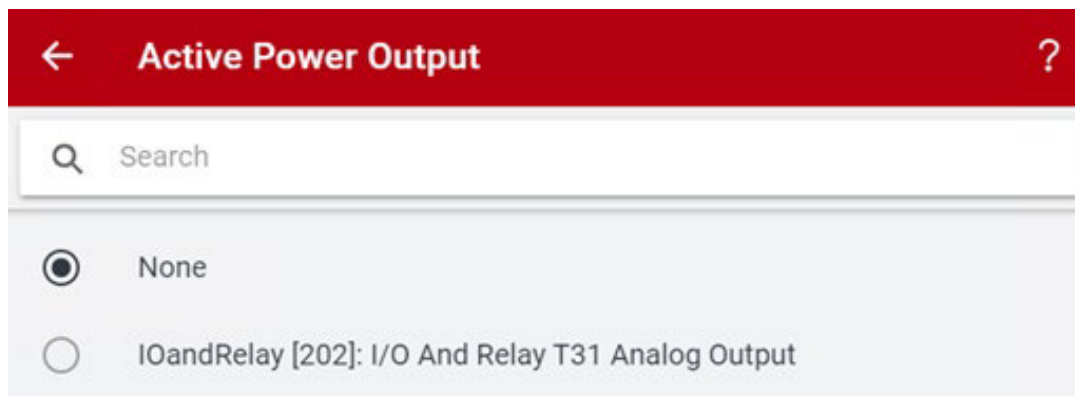 Active Power Output ?
Search
None
IOandRelay [202]: I/O And Relay T31 Analog Output